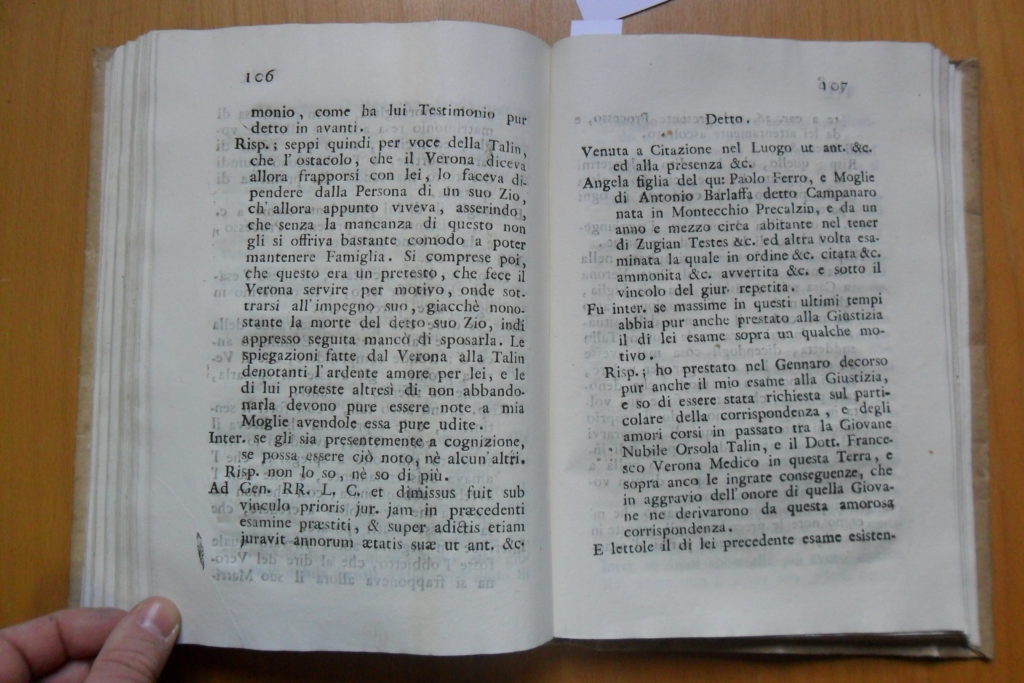 106
monio, come ha lui Testimonio pur
detto in avanti.
Risp.; seppi quindi per voce della Talin,
che l'ostacolo, che il Verona diceva
allora frapporsi con lei, lo faceva di-
pendere dalla Persona di un suo Zio,
ch'allora appunto viveva, asserindo,
che senza la mancanza di questo non
gli si offriva bastante comodo a poter
mantenere Famiglia. Si comprese poi,
che questo era un pretesto, che fece il
Verona servire per motivo, onde sot-
trarsi all'impegno suo, giacchè nono-
stante la morte del detto suo Zio, indi
appresso seguita mancò di sposarla. Le
spiegazioni fatte dal Verona alla Talin
denotanti l'ardente amore per lei, e le
di lui proteste altresì di non abbando-
narla devono pure essere note a mia
Moglie avendole essa pure udite.
Inter. se gli sia presentemente a cognizione,
se possa essere ciò noto, nè alcun'altri.
Risp. non lo so, nè so di più.
Ad Gen. RR. L. C. et dimissus fuit sub
vinculo prioris jur. jam in præcedenti
esamine præstiti, & super adictis etiam
juravit annorum ætatis suæ ut ant. &c.
107
Detto.
Venuta a Citazione nel Luogo ut ant. &c.
ed alla presenza &c.
Angela figlia del qu: Paolo Ferro, e Moglie
di Antonio Barlaffa detto Campanaro
nata in Montecchio Precalzin, e da un
anno e mezzo circa abitante nel tener
di Zugian Testes &c. ed altra volta esa-
minata la quale in ordine &c. citata &c.
ammonita &c. avvertita &c. e sotto il
vincolo del giur. repetita.
Fu inter. se massime in questi ultimi tempi
abbia pur anche prestato alla Giustizia
il di lei esame sopra un qualche mo-
tivo.
Risp.; ho prestato nel Gennaro decorso
pur anche il mio esame alla Giustizia,
e so di essere stata richiesta sul parti-
colare della corrispondenza, e degli
amori corsi in passato tra la Giovane
Nubile Orsola Talin, e il Dott. France-
sco Verona Medico in questa Terra, e
sopra anco le ingrate conseguenze, che
in aggravio dell'onore di quella Giova-
ne ne derivarono da questa amorosa
corrispondenza.
E lettole il di lei precedente esame esisten-